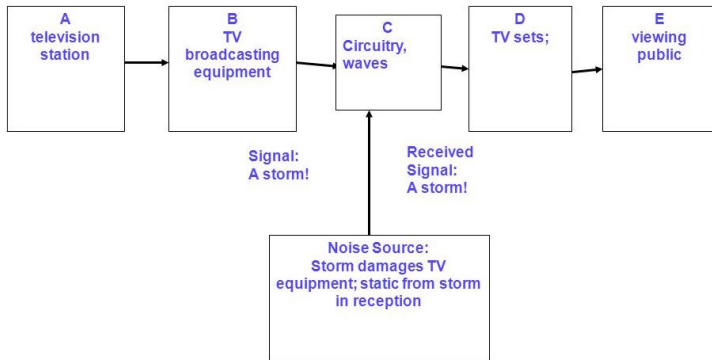 A
television
station
B
TV
broadcasting
equipment
C
Circuitry,
waves
D
TV sets;
E
viewing
public
Signal:
A storm!
Received
Signal:
A storm!
Noise Source:
Storm damages TV
equipment; static from storm
in reception